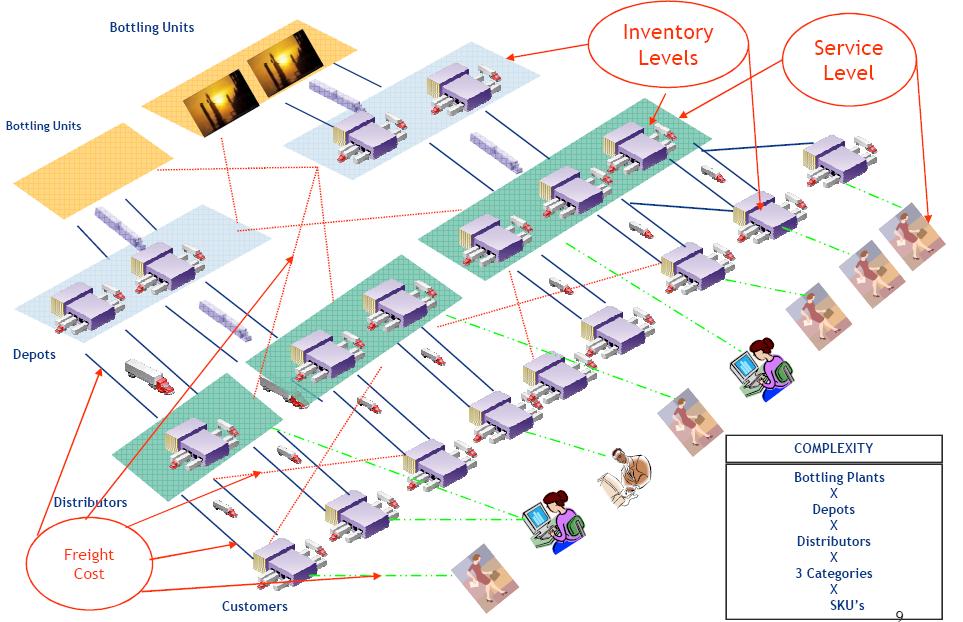 Bottling Units
Inventory
Levels
Service
Level
Bottling Units
Depots
Distributors
Freight
Cost
Customers
COMPLEXITY
Bottling Plants
X
Depots
X
Distributors
X
3 Categories
X
SKU's
9